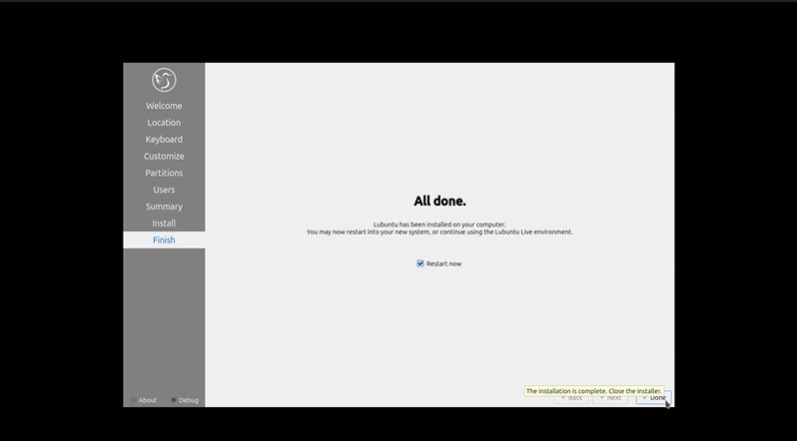 Welcome
Location
Keyboard
Customize
Partitions
Users
Summary
Install
Finish
All done.
Lubuntu has been installed on your computer.
You may now restart into your new system, or continue using the Lubuntu Live environment.
Restart now
The installation is complete. Close the installer.
About
Debug
Back
Next
Done